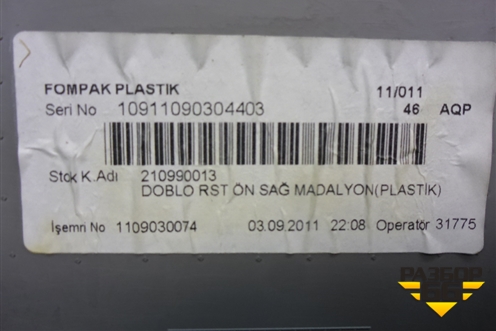 FOMPAK PLASTIK 11/011
Seri No 10911090304403 46 AQP
Stok K.Adı 210990013
DOBLO RST ÖN SAĞ MADALYON(PLASTİK)
İşemri No 1109030074 03.09.2011 22:08 Operatör 31775
РАЗБОР